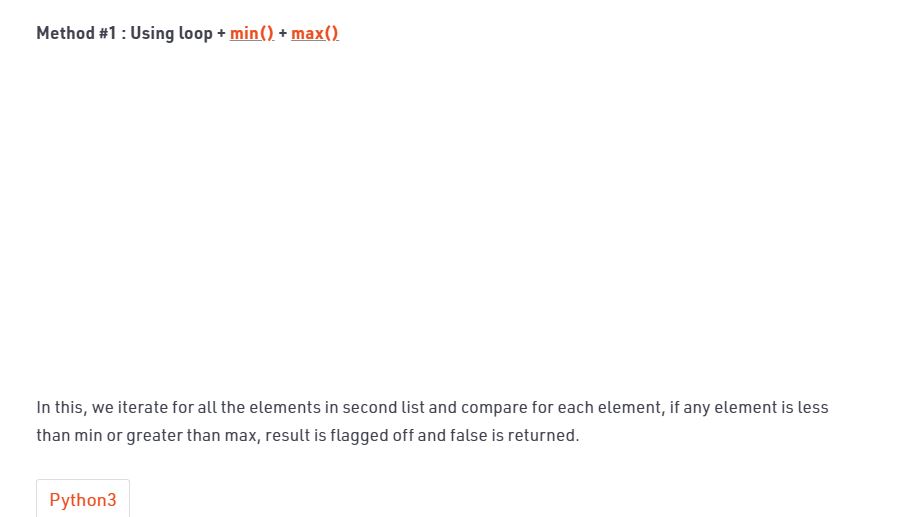 Method #1 : Using loop + min() + max()
In this, we iterate for all the elements in second list and compare for each element, if any element is less
than min or greater than max, result is flagged off and false is returned.
Python3